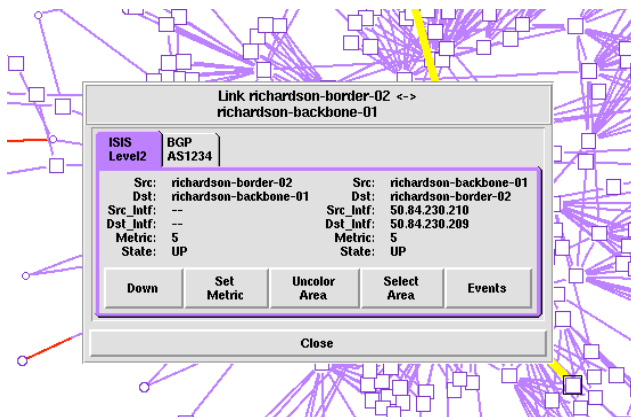 Link richardson-border-02 <->
richardson-backbone-01
ISIS
Level2
BGP
AS1234
Src: richardson-border-02
Dst: richardson-backbone-01
Src_Intf: --
Dst_Intf: --
Metric: 5
State: UP
Src: richardson-backbone-01
Dst: richardson-border-02
Src_Intf: 50.84.230.210
Dst_Intf: 50.84.230.209
Metric: 5
State: UP
Down
Set
Metric
Uncolor
Area
Select
Area
Events
Close